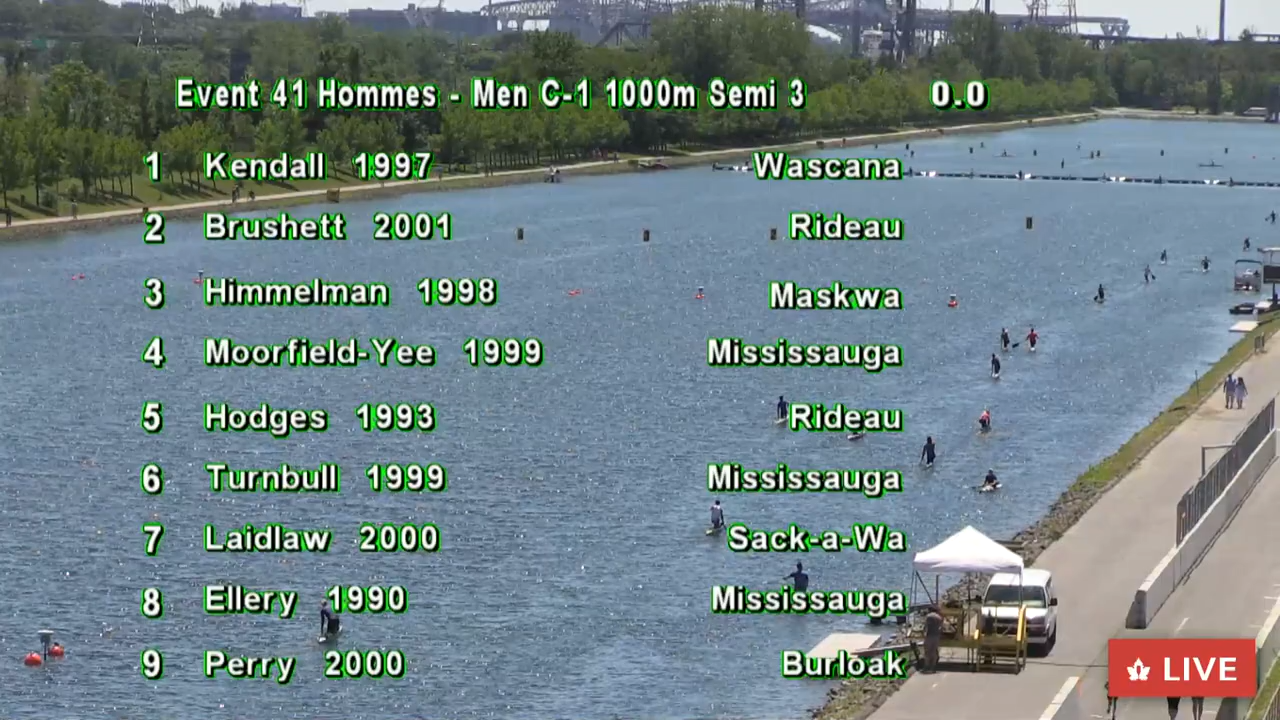 Event 41 Hommes - Men C-1 1000m Semi 3 0.0
1 Kendall 1997 Wascana
2 Brushett 2001 Rideau
3 Himmelman 1998 Maskwa
4 Moorfield-Yee 1999 Mississauga
5 Hodges 1993 Rideau
6 Turnbull 1999 Mississauga
7 Laidlaw 2000 Sack-a-Wa
8 Ellery 1990 Mississauga
9 Perry 2000 Burloak
LIVE